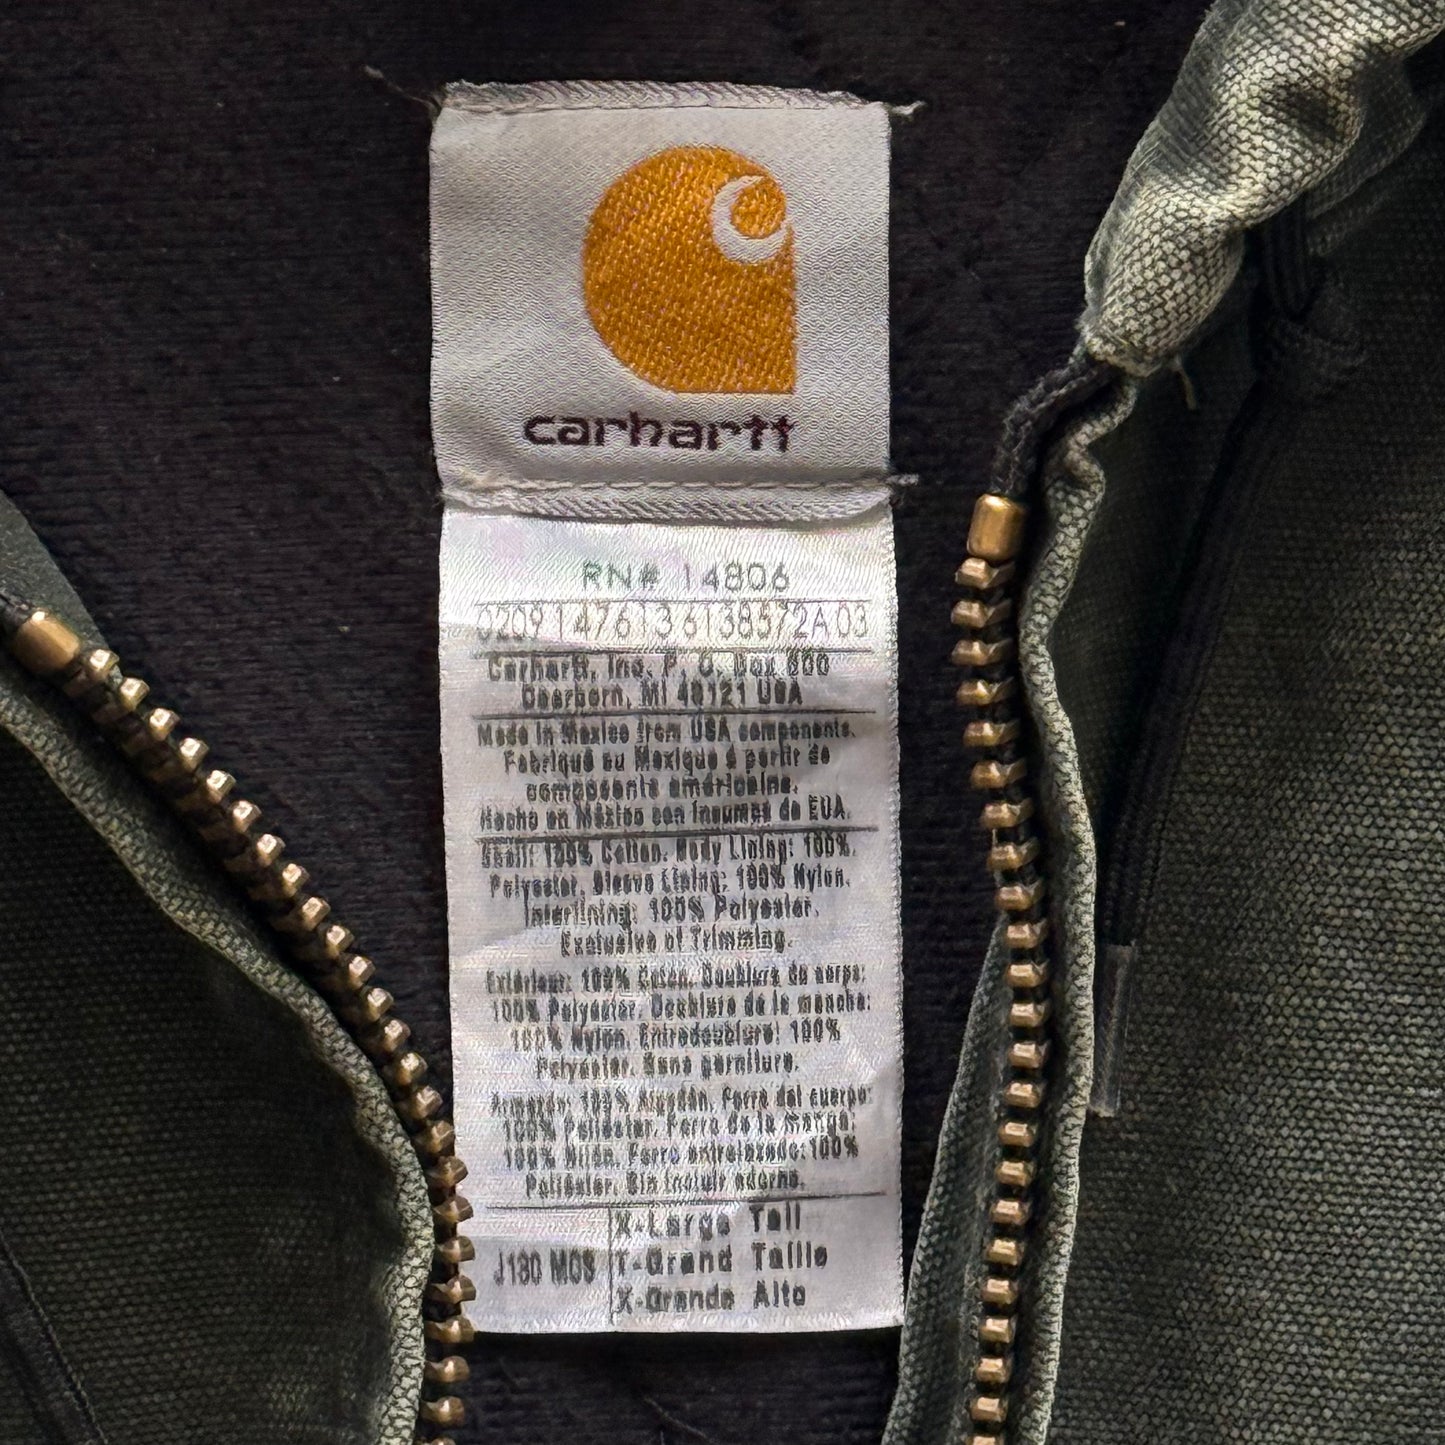 carhartt
RN# 14806
0209 147613 6138572A 03
Carhartt, Inc. P. O. Box 600
Dearborn, MI 48121 USA
Made in Mexico from USA components.
Fabriqué au Mexique à partir de
composants américains.
Hecho en México con insumos de EUA.
Shell: 100% Cotton. Body Lining: 100%
Polyester. Sleeve Lining: 100% Nylon.
Interlining: 100% Polyester.
Exclusive of Trimming.
Extérieur: 100% Coton. Doublure du corps:
100% Polyester. Doublure de la manche:
100% Nylon. Entredoublure: 100%
Polyester. Sans garniture.
Armazón: 100% Algodón. Forro del cuerpo:
100% Poliéster. Forro de la manga:
100% Nilón. Forro entrelazado: 100%
Poliéster. Sin incluir adorno.
J130 MOS
X-Large Tall
T-Grand Taille
X-Grande Alto